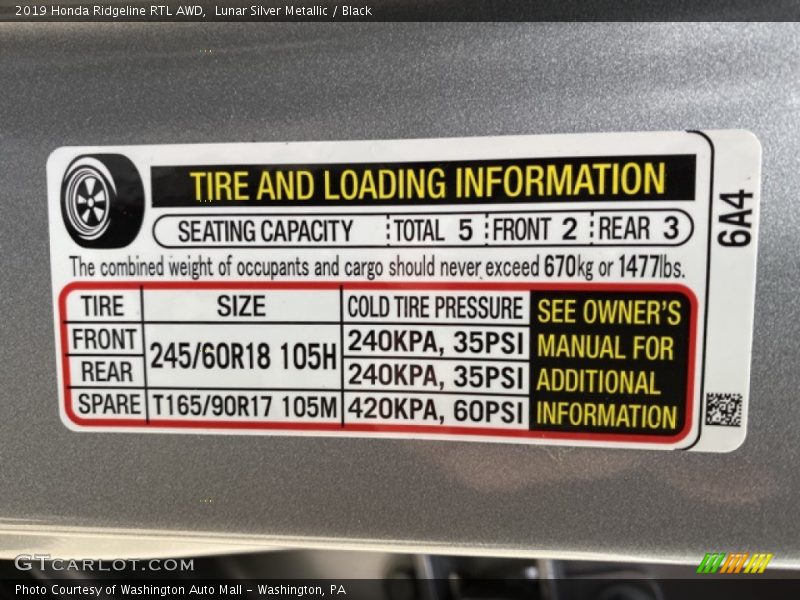 2019 Honda Ridgeline RTL AWD,  Lunar Silver Metallic / Black
TIRE AND LOADING INFORMATION
SEATING CAPACITY TOTAL 5 FRONT 2 REAR 3
The combined weight of occupants and cargo should never exceed 670kg or 1477lbs.
TIRE SIZE COLD TIRE PRESSURE
FRONT 245/60R18 105H 240KPA, 35PSI
REAR 240KPA, 35PSI
SPARE T165/90R17 105M 420KPA, 60PSI
SEE OWNER'S
MANUAL FOR
ADDITIONAL
INFORMATION
6A4
GTCARLOT.COM
Photo Courtesy of Washington Auto Mall - Washington, PA